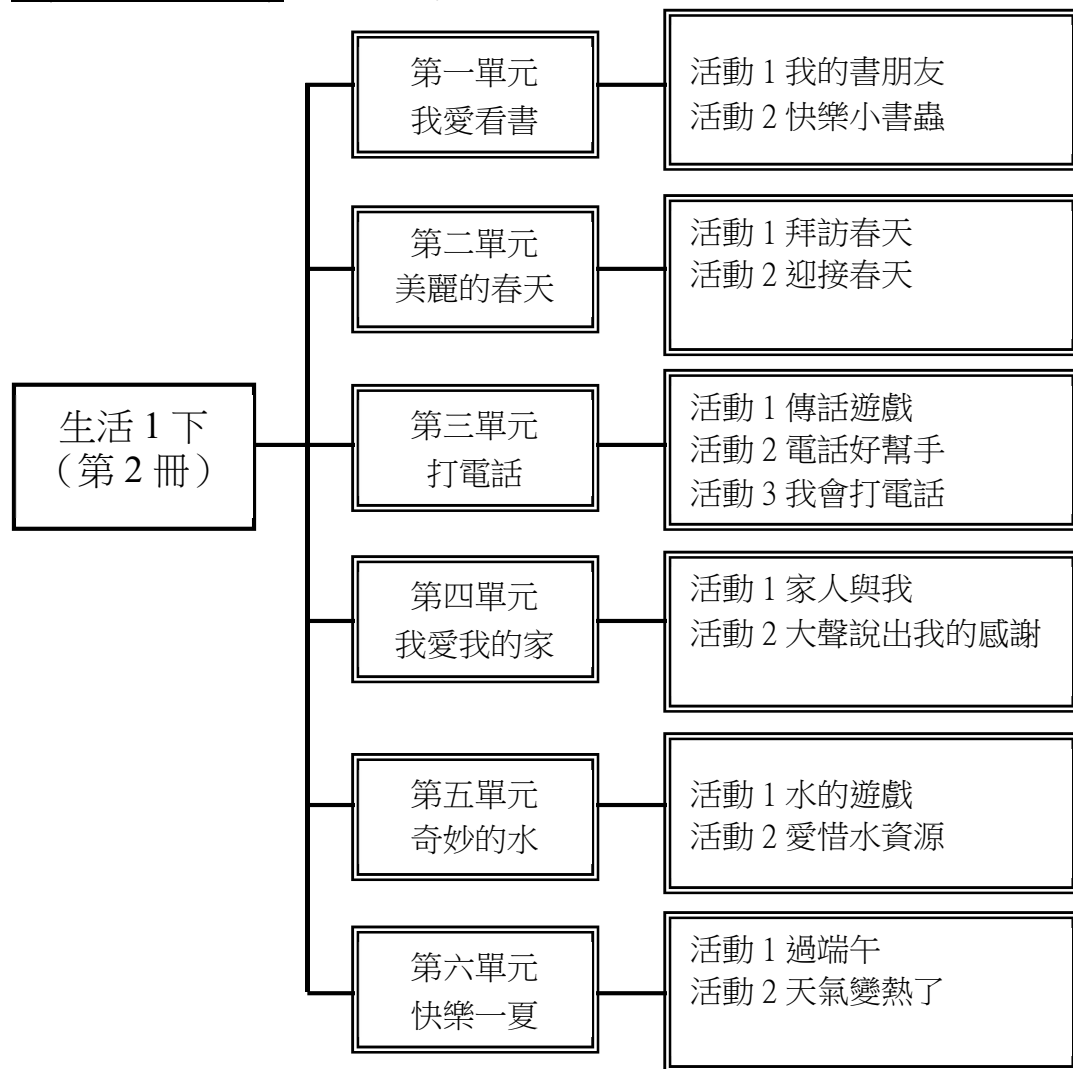 生活 1 下
（第 2 冊）
第一單元
我愛看書
活動 1 我的書朋友
活動 2 快樂小書蟲
第二單元
美麗的春天
活動 1 拜訪春天
活動 2 迎接春天
第三單元
打電話
活動 1 傳話遊戲
活動 2 電話好幫手
活動 3 我會打電話
第四單元
我愛我的家
活動 1 家人與我
活動 2 大聲說出我的感謝
第五單元
奇妙的水
活動 1 水的遊戲
活動 2 愛惜水資源
第六單元
快樂一夏
活動 1 過端午
活動 2 天氣變熱了